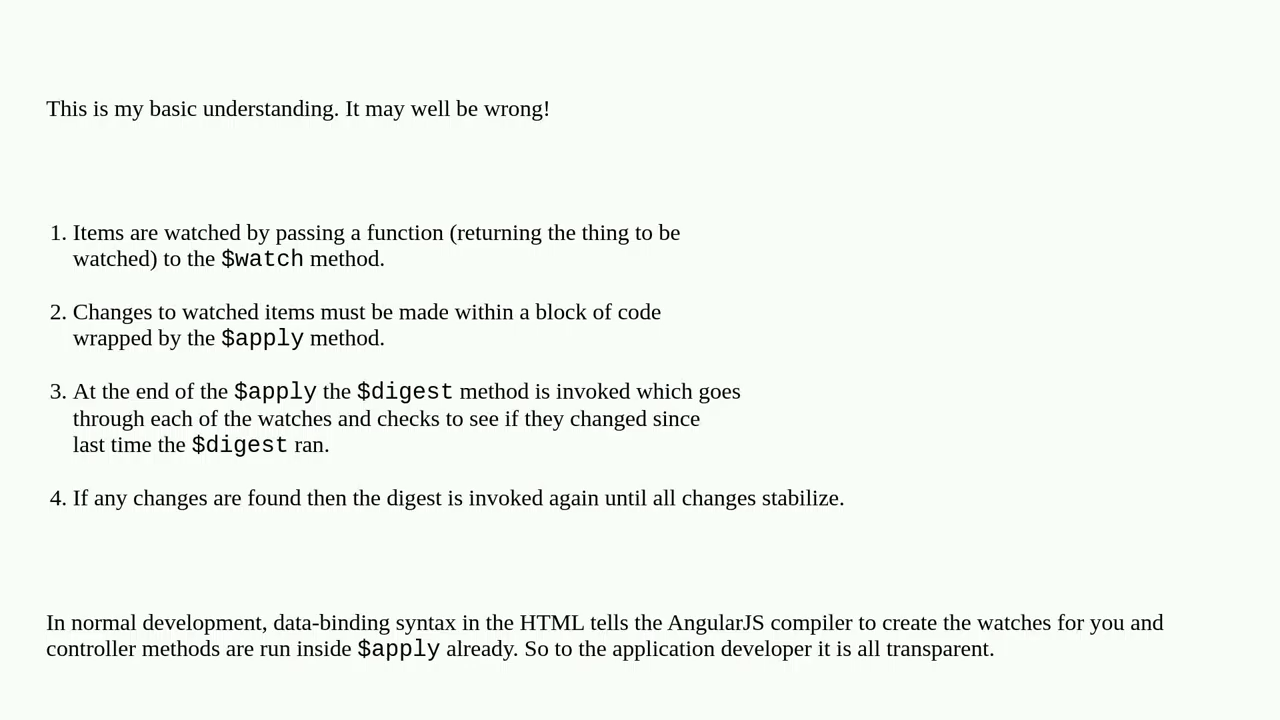 This is my basic understanding. It may well be wrong!
1. Items are watched by passing a function (returning the thing to be
watched) to the $watch method.
2. Changes to watched items must be made within a block of code
wrapped by the $apply method.
3. At the end of the $apply the $digest method is invoked which goes
through each of the watches and checks to see if they changed since
last time the $digest ran.
4. If any changes are found then the digest is invoked again until all changes stabilize.
In normal development, data-binding syntax in the HTML tells the AngularJS compiler to create the watches for you and
controller methods are run inside $apply already. So to the application developer it is all transparent.